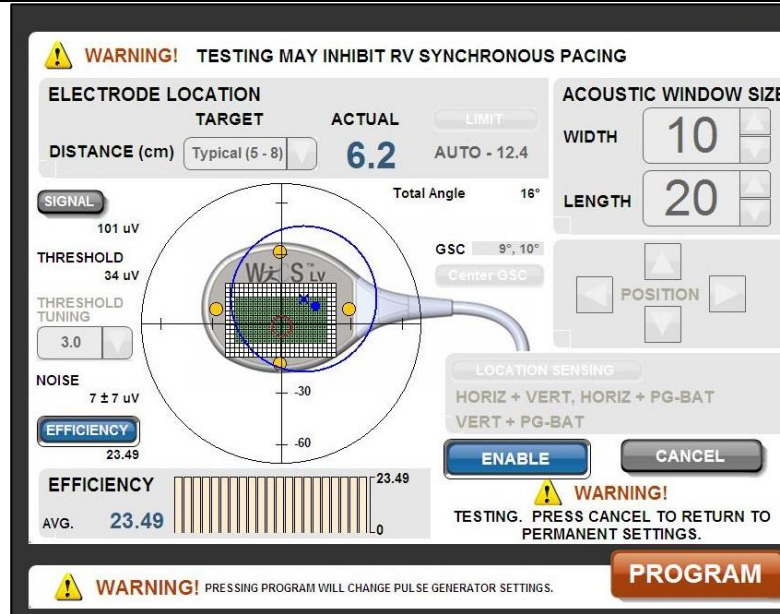 WARNING! TESTING MAY INHIBIT RV SYNCHRONOUS PACING
ELECTRODE LOCATION
TARGET ACTUAL LIMIT
DISTANCE (cm) Typical (5 - 8) 6.2 AUTO - 12.4
ACOUSTIC WINDOW SIZE
WIDTH 10
LENGTH 20
SIGNAL
101 uV
THRESHOLD
34 uV
THRESHOLD
TUNING
3.0
NOISE
7 ± 7 uV
EFFICIENCY
23.49
Total Angle 16°
GSC 9°, 10°
Center GSC
WiCS™ LV
-30
-60
POSITION
LOCATION SENSING
HORIZ + VERT, HORIZ + PG-BAT
VERT + PG-BAT
ENABLE CANCEL
EFFICIENCY
AVG. 23.49
23.49
0
WARNING!
TESTING. PRESS CANCEL TO RETURN TO
PERMANENT SETTINGS.
WARNING! PRESSING PROGRAM WILL CHANGE PULSE GENERATOR SETTINGS.
PROGRAM